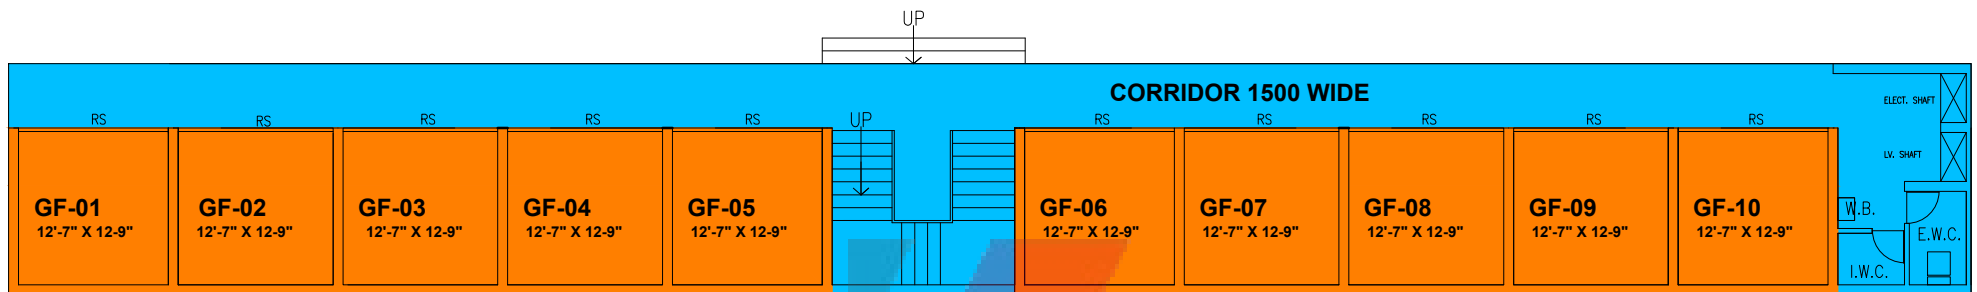 UP
CORRIDOR 1500 WIDE
ELECT. SHAFT
RS RS RS RS RS UP RS RS RS RS RS
LV. SHAFT
GF-01 GF-02 GF-03 GF-04 GF-05 GF-06 GF-07 GF-08 GF-09 GF-10
12'-7" X 12-9" 12'-7" X 12-9" 12'-7" X 12-9" 12'-7" X 12-9" 12'-7" X 12-9" 12'-7" X 12-9" 12'-7" X 12-9" 12'-7" X 12-9" 12'-7" X 12-9" 12'-7" X 12-9"
W.B.
E.W.C.
I.W.C.